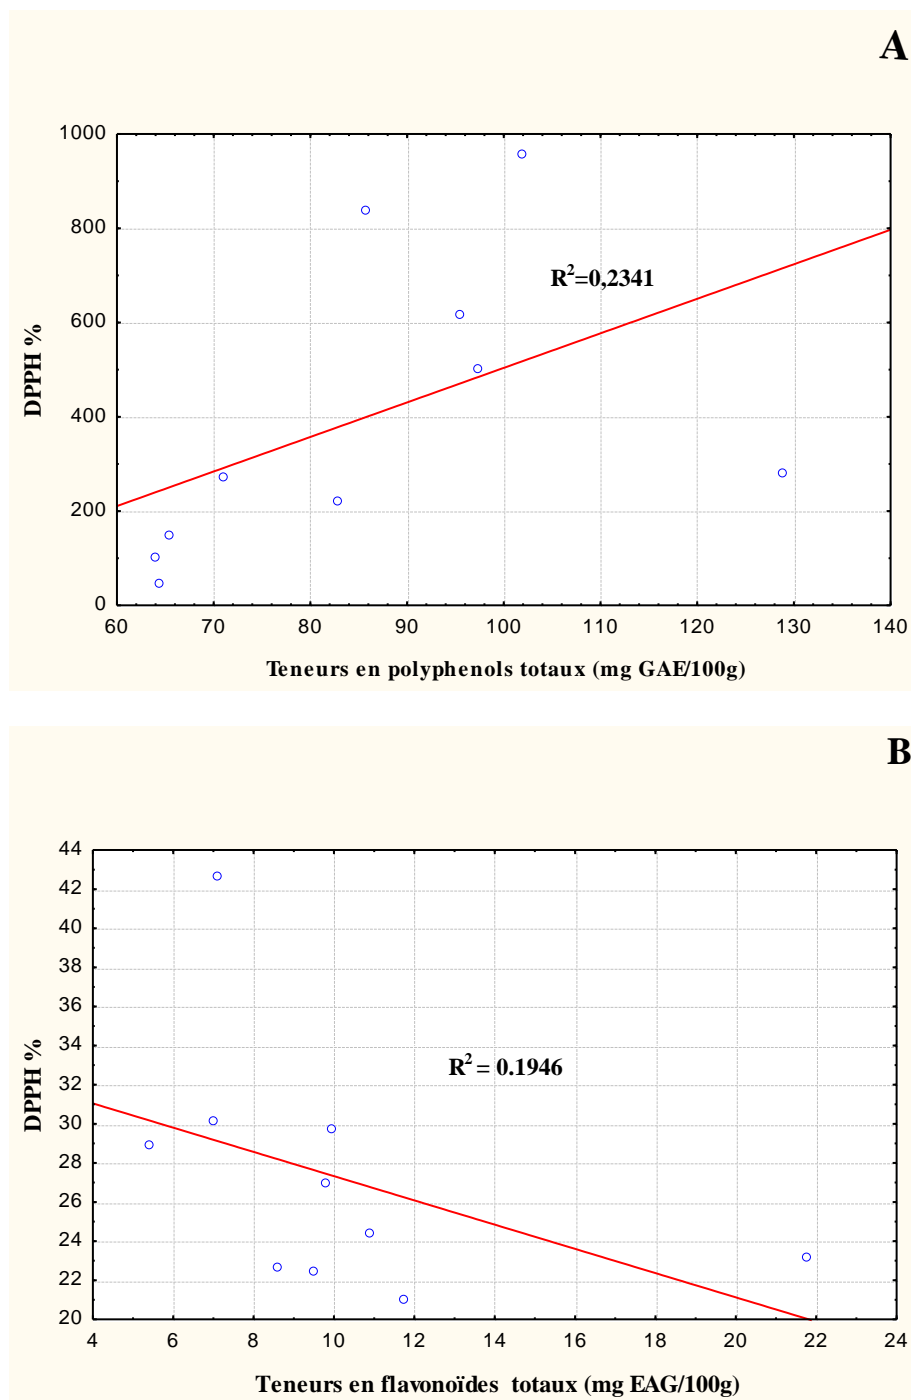 A
1000
800
600
400
200
0
R²=0,2341
DPPH %
60 70 80 90 100 110 120 130 140
Teneurs en polyphenols totaux (mg GAE/100g)
B
44
42
40
38
36
34
32
30
28
26
24
22
20
R² = 0.1946
DPPH %
4 6 8 10 12 14 16 18 20 22 24
Teneurs en flavonoïdes totaux (mg EAG/100g)